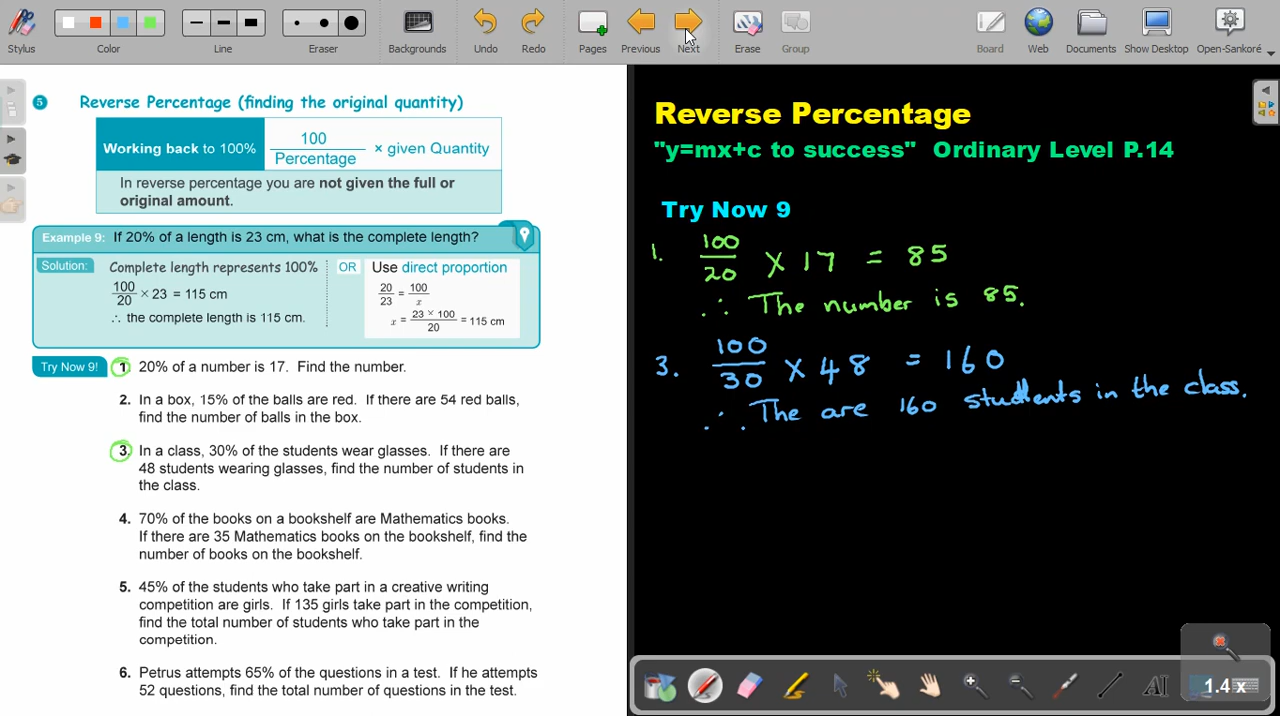 Stylus
Color
Line
Eraser
Backgrounds
Undo
Redo
Pages
Previous
Next
Erase
Group
Board
Web
Documents
Show Desktop
Open-Sankoré
5 Reverse Percentage (finding the original quantity)
Working back to 100% 100/Percentage × given Quantity
In reverse percentage you are not given the full or
original amount.
Example 9: If 20% of a length is 23 cm, what is the complete length?
Solution: Complete length represents 100%
100/20 × 23 = 115 cm
∴ the complete length is 115 cm.
OR
Use direct proportion
20/23 = 100/x
x = 23 × 100/20 = 115 cm
Try Now 9! 1. 20% of a number is 17. Find the number.
2. In a box, 15% of the balls are red. If there are 54 red balls,
find the number of balls in the box.
3. In a class, 30% of the students wear glasses. If there are
48 students wearing glasses, find the number of students in
the class.
4. 70% of the books on a bookshelf are Mathematics books.
If there are 35 Mathematics books on the bookshelf, find the
number of books on the bookshelf.
5. 45% of the students who take part in a creative writing
competition are girls. If 135 girls take part in the competition,
find the total number of students who take part in the
competition.
6. Petrus attempts 65% of the questions in a test. If he attempts
52 questions, find the total number of questions in the test.
Reverse Percentage
"y=mx+c to success" Ordinary Level P.14
Try Now 9
1. 100/20 × 17 = 85
∴ The number is 85.
3. 100/30 × 48 = 160
∴ The are 160 students in the class.
AI
1.4 x